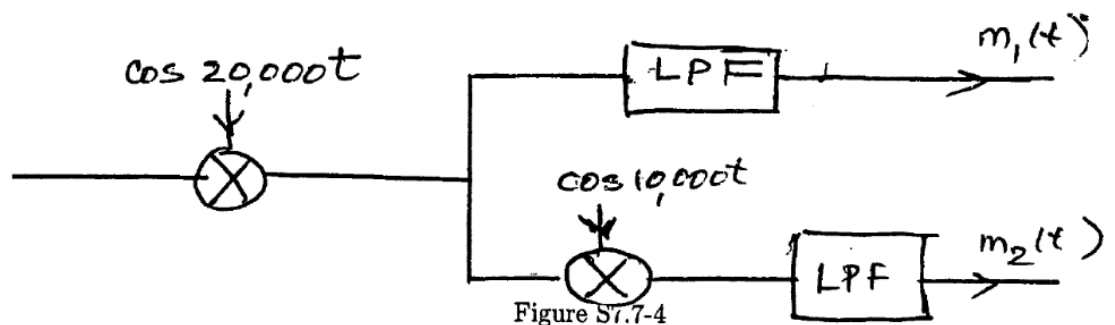 m₁(t)
cos 20,000t
LPF
cos 10,000t
m₂(t)
LPF
Figure S7.7-4